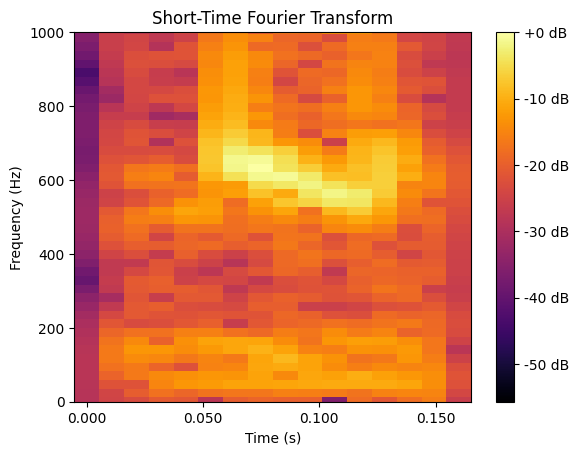 Short-Time Fourier Transform
1000
800
600
400
200
0
Frequency (Hz)
0.000
0.050
0.100
0.150
Time (s)
+0 dB
-10 dB
-20 dB
-30 dB
-40 dB
-50 dB